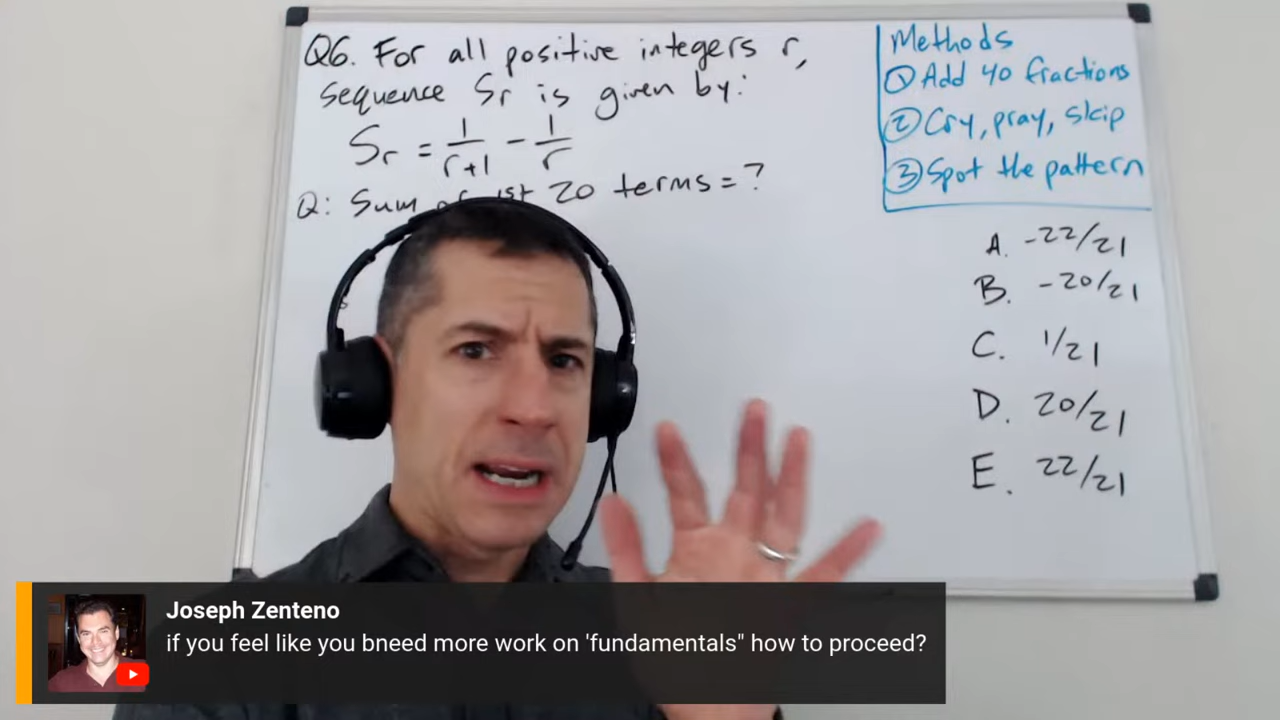 Q6. For all positive integers r,
sequence Sr is given by:
Sr = 1/r+1 - 1/r
Q: Sum 1st 20 terms = ?
Methods
① Add 40 fractions
② Cry, pray, skip
③ Spot the pattern
A. -22/21
B. -20/21
C. 1/21
D. 20/21
E. 22/21
Joseph Zenteno
if you feel like you bneed more work on 'fundamentals" how to proceed?